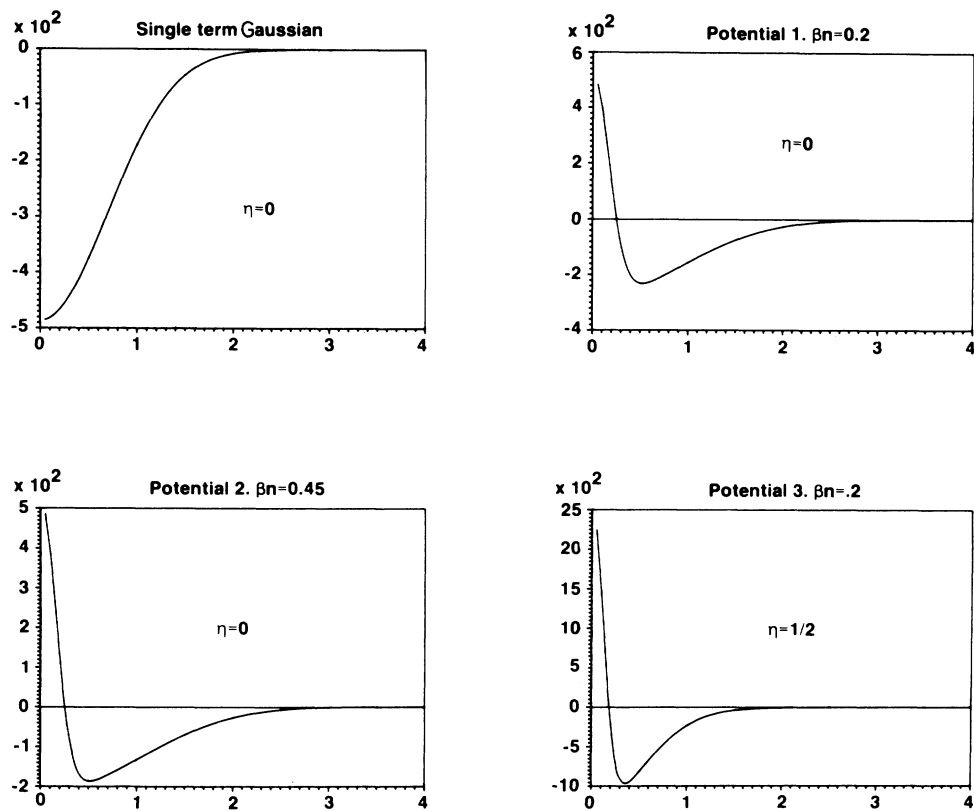 Single term Gaussian
x 10²
0
-1
-2
-3
-4
-5
η=0
0 1 2 3 4
Potential 1. βn=0.2
x 10²
6
4
2
0
-2
-4
η=0
0 1 2 3 4
Potential 2. βn=0.45
x 10²
5
4
3
2
1
0
-1
-2
η=0
0 1 2 3 4
Potential 3. βn=.2
x 10²
25
20
15
10
5
0
-5
-10
η=1/2
0 1 2 3 4